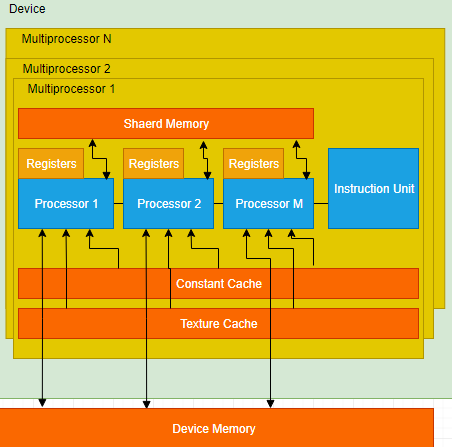 Device
Multiprocessor N
Multiprocessor 2
Multiprocessor 1
Shaerd Memory
Registers
Registers
Registers
Processor 1
Processor 2
Processor M
Instruction Unit
Constant Cache
Texture Cache
Device Memory